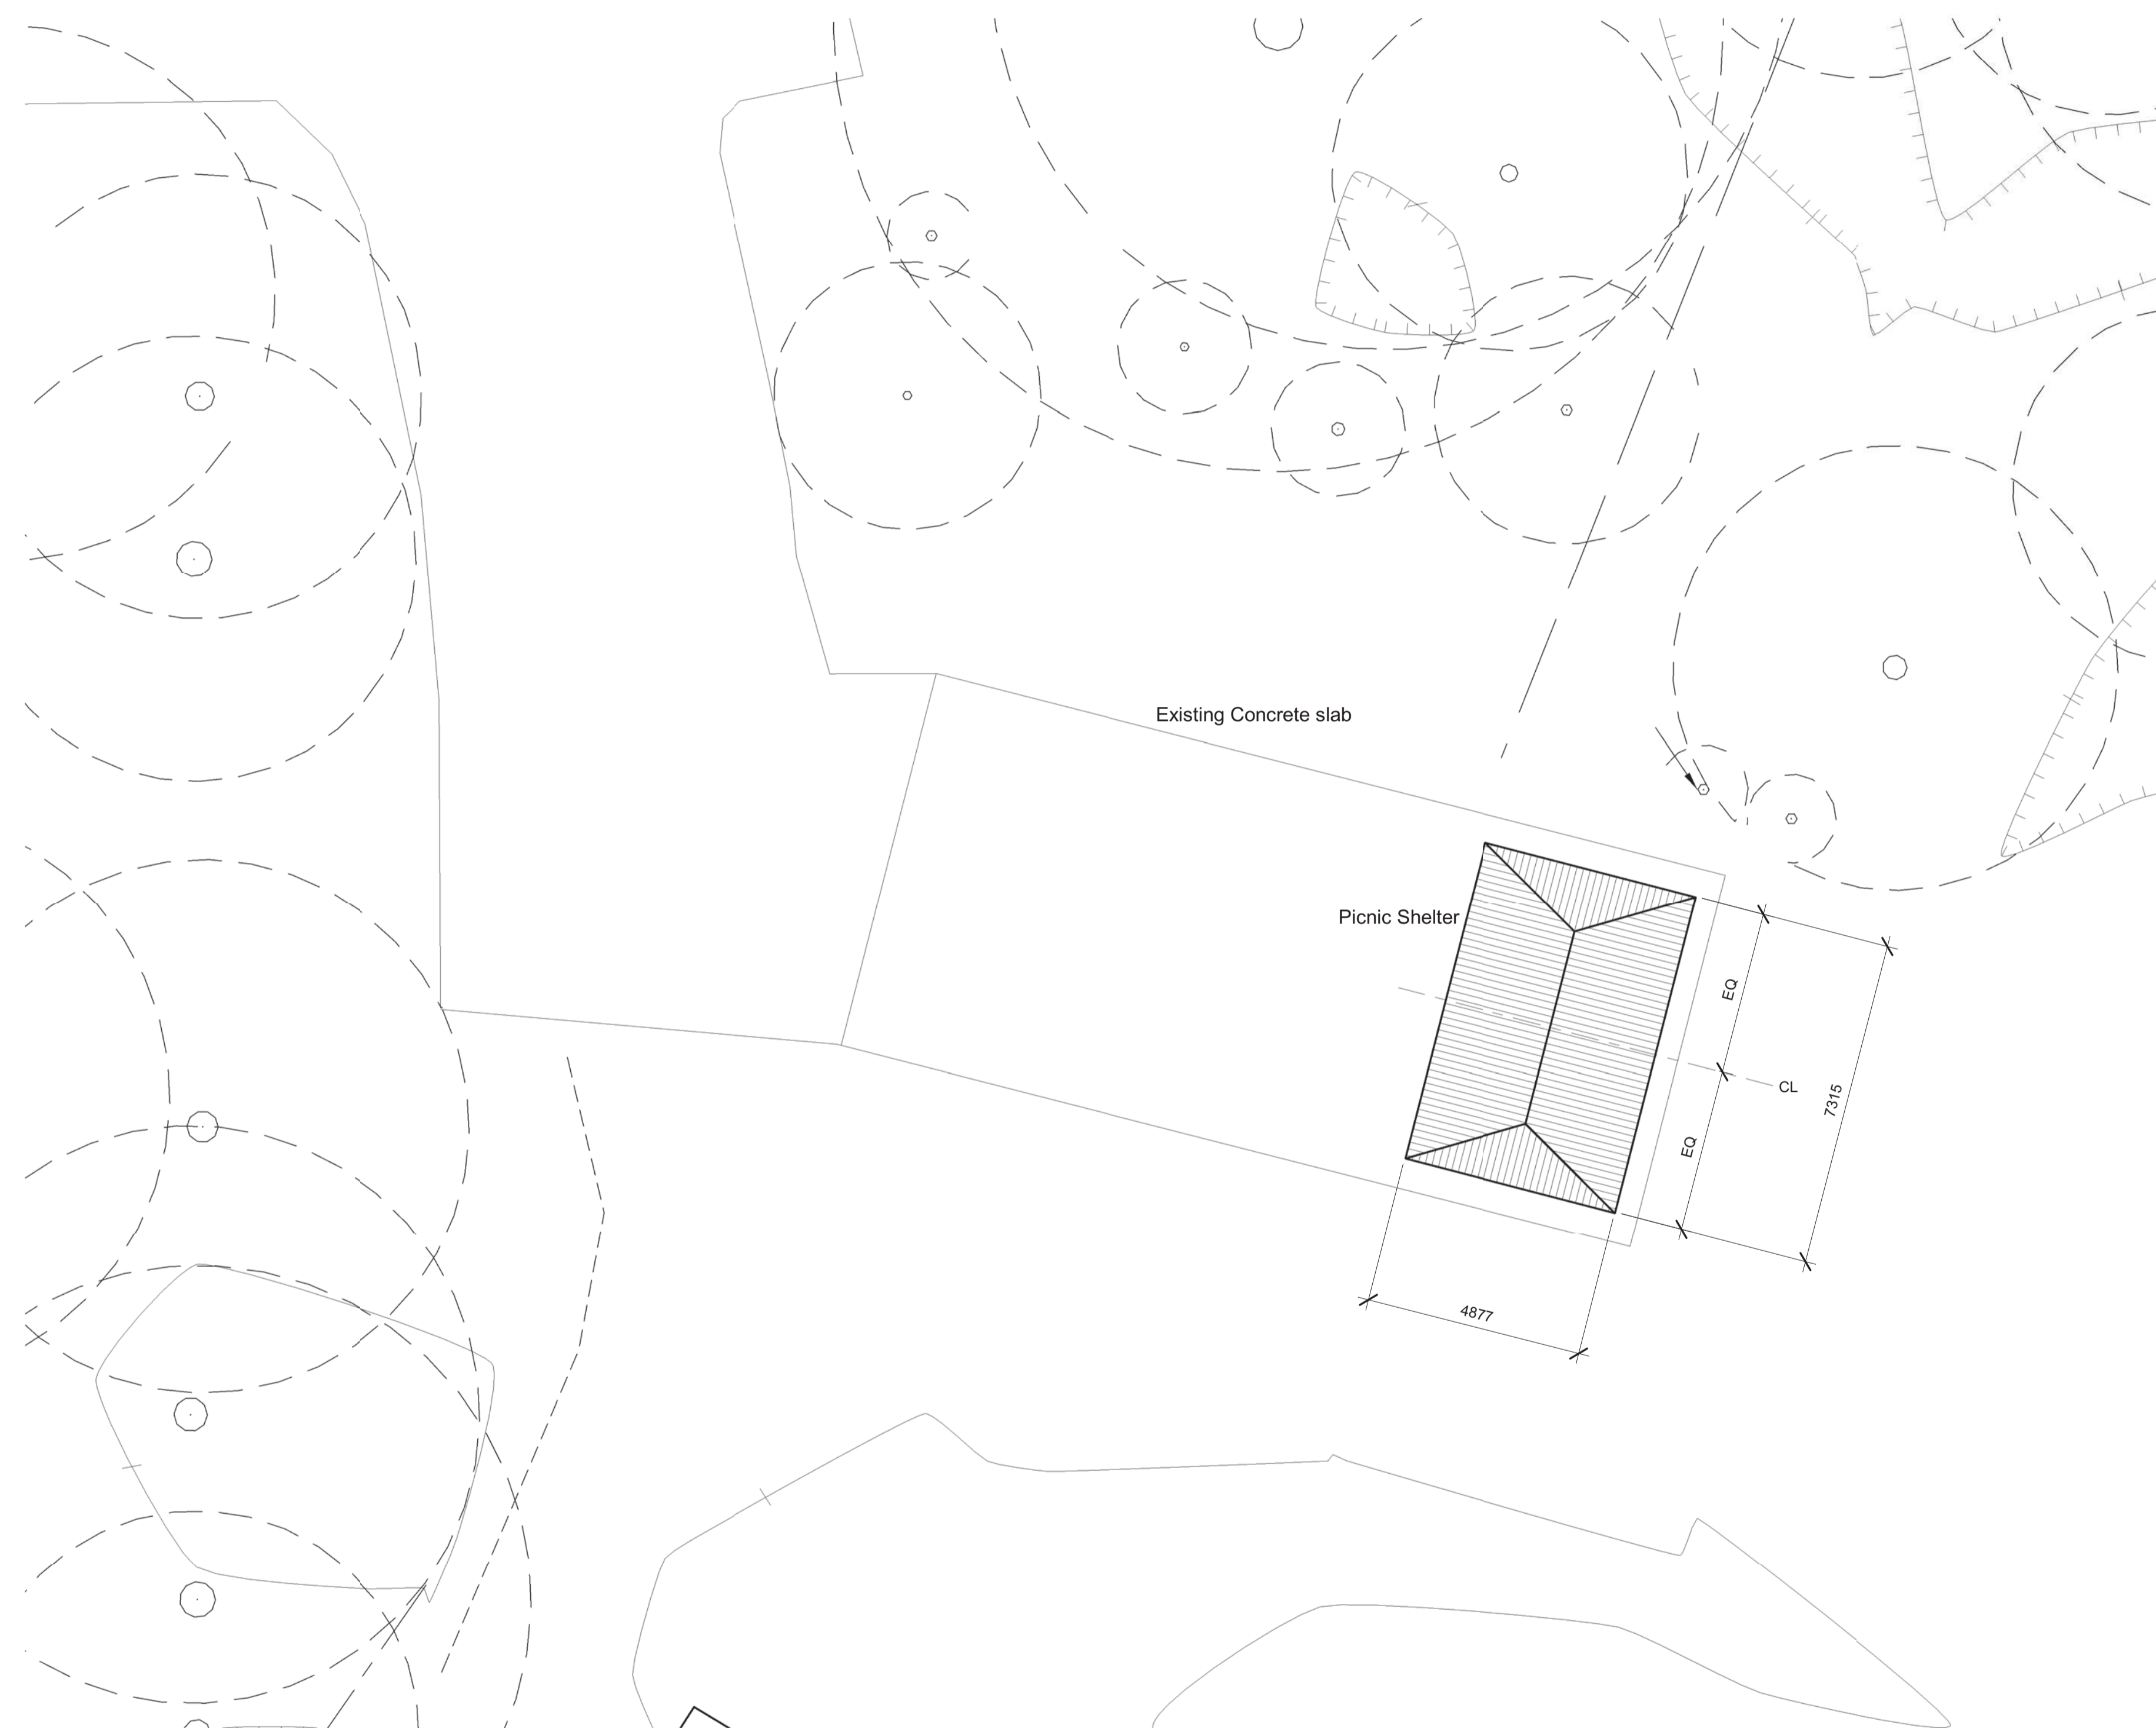 Existing Concrete slab
Picnic Shelter
EQ
CL
7315
EQ
4877